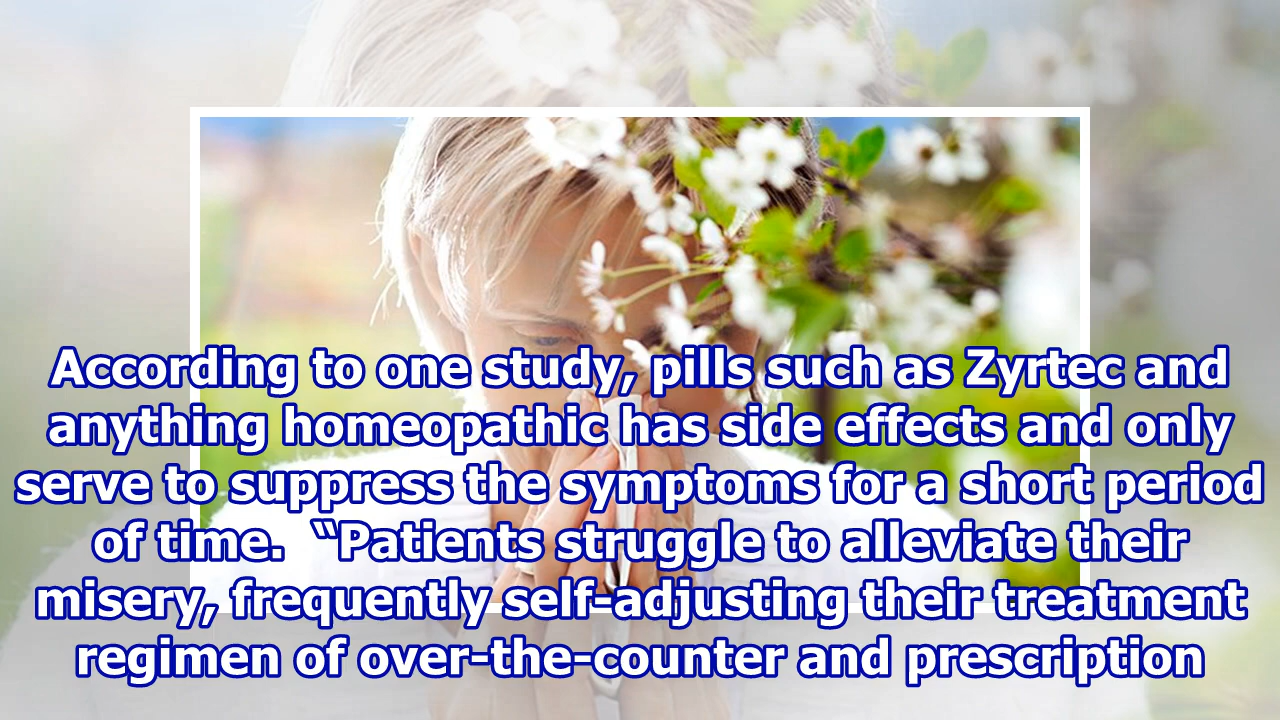 According to one study, pills such as Zyrtec and
anything homeopathic has side effects and only
serve to suppress the symptoms for a short period
of time.  “Patients struggle to alleviate their
misery, frequently self-adjusting their treatment
regimen of over-the-counter and prescription